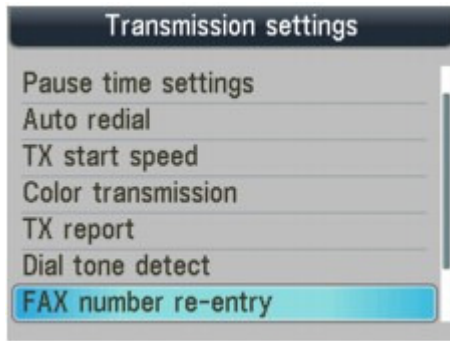 Transmission settings
Pause time settings
Auto redial
TX start speed
Color transmission
TX report
Dial tone detect
FAX number re-entry